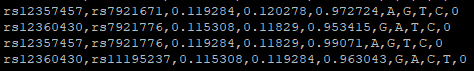 rs12357457,rs7921671,0.119284,0.120278,0.972724,A,G,T,C,0
rs12360430,rs7921776,0.115308,0.11829,0.953415,G,A,T,C,0
rs12357457,rs7921776,0.119284,0.11829,0.99071,A,G,T,C,0
rs12360430,rs11195237,0.115308,0.119284,0.963043,G,A,C,T,0